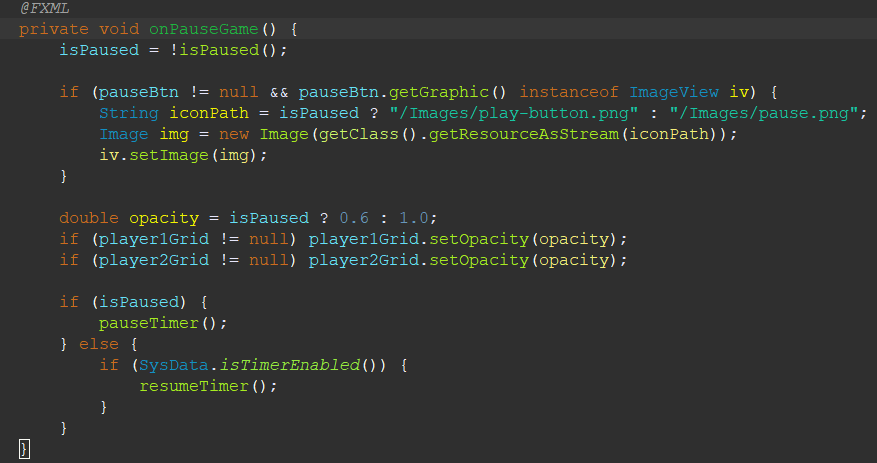 @FXML
private void onPauseGame() {
    isPaused = !isPaused();

    if (pauseBtn != null && pauseBtn.getGraphic() instanceof ImageView iv) {
        String iconPath = isPaused ? "/Images/play-button.png" : "/Images/pause.png";
        Image img = new Image(getClass().getResourceAsStream(iconPath));
        iv.setImage(img);
    }

    double opacity = isPaused ? 0.6 : 1.0;
    if (player1Grid != null) player1Grid.setOpacity(opacity);
    if (player2Grid != null) player2Grid.setOpacity(opacity);

    if (isPaused) {
        pauseTimer();
    } else {
        if (SysData.isTimerEnabled()) {
            resumeTimer();
        }
    }
}